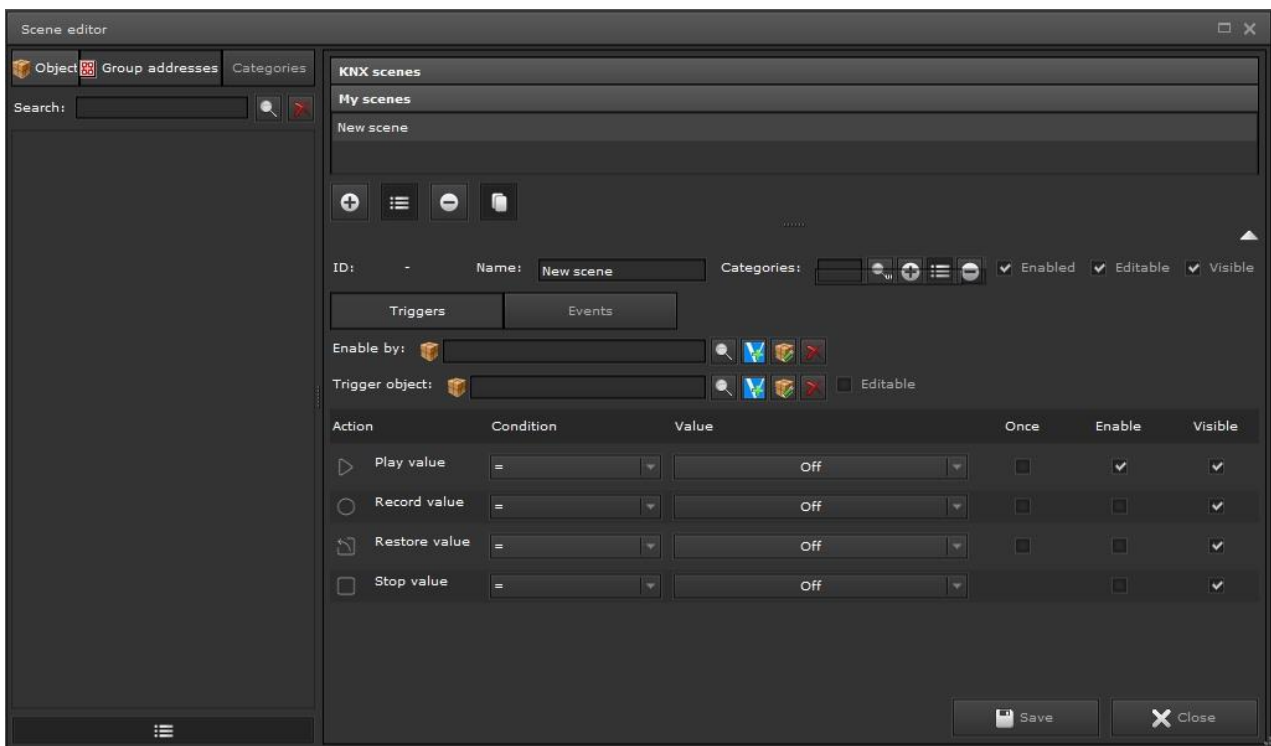 Scene editor
Object Group addresses Categories
Search:
KNX scenes
My scenes
New scene
ID: - Name: New scene Categories: Enabled Editable Visible
Triggers Events
Enable by:
Trigger object: Editable
Action Condition Value Once Enable Visible
Play value = Off
Record value = Off
Restore value = Off
Stop value = Off
Save Close